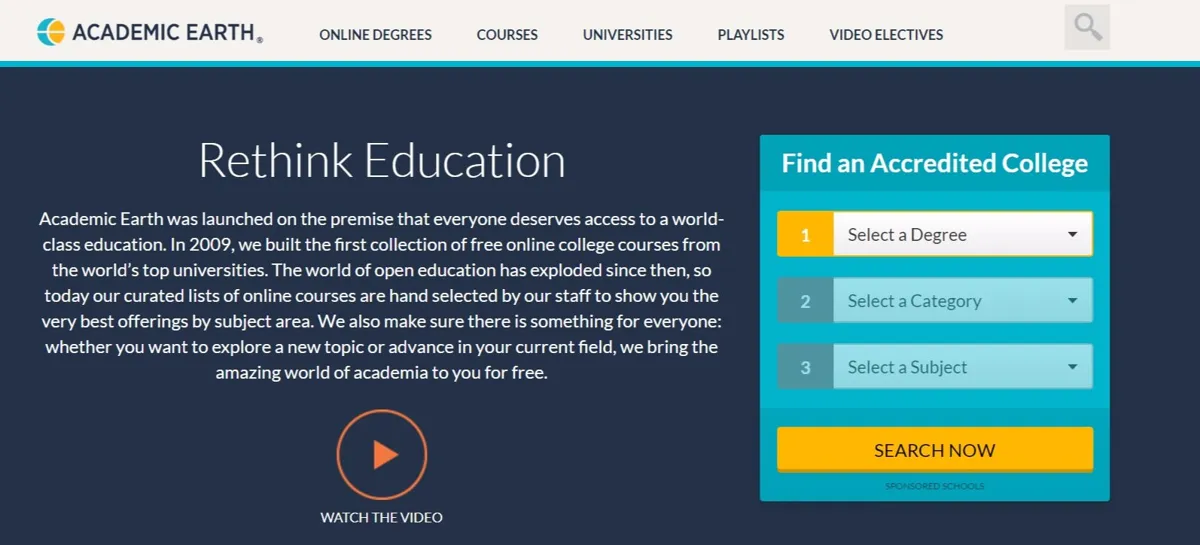 ACADEMIC EARTH®
ONLINE DEGREES
COURSES
UNIVERSITIES
PLAYLISTS
VIDEO ELECTIVES
Rethink Education
Academic Earth was launched on the premise that everyone deserves access to a world-
class education. In 2009, we built the first collection of free online college courses from
the world’s top universities. The world of open education has exploded since then, so
today our curated lists of online courses are hand selected by our staff to show you the
very best offerings by subject area. We also make sure there is something for everyone:
whether you want to explore a new topic or advance in your current field, we bring the
amazing world of academia to you for free.
WATCH THE VIDEO
Find an Accredited College
1 Select a Degree
2 Select a Category
3 Select a Subject
SEARCH NOW
SPONSORED SCHOOLS